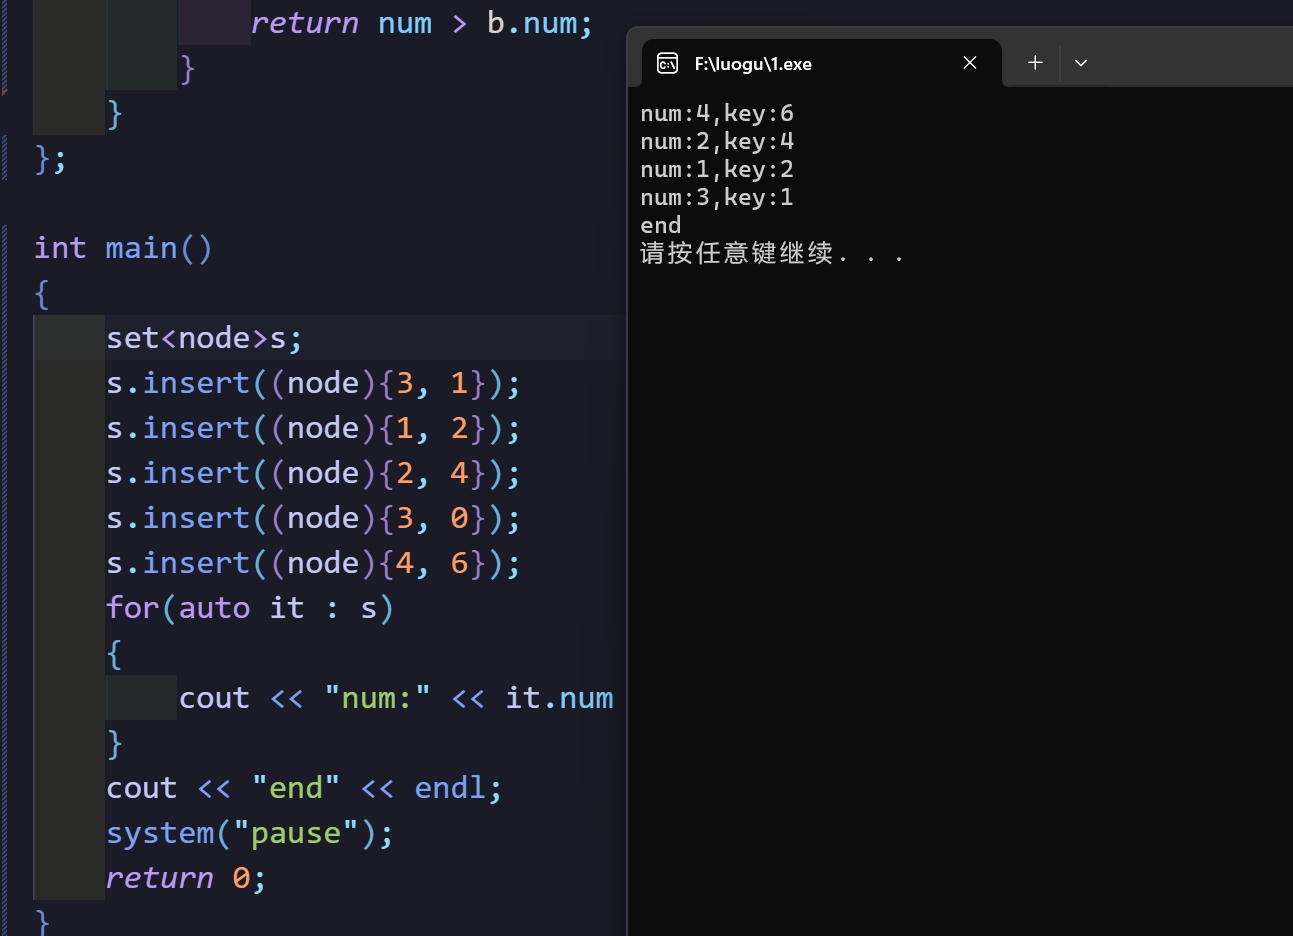 return num > b.num;
}
}
};
int main()
{
set<node>s;
s.insert((node){3, 1});
s.insert((node){1, 2});
s.insert((node){2, 4});
s.insert((node){3, 0});
s.insert((node){4, 6});
for(auto it : s)
{
cout << "num:" << it.num
}
cout << "end" << endl;
system("pause");
return 0;
}
F:\luogu\1.exe
num:4,key:6
num:2,key:4
num:1,key:2
num:3,key:1
end
请按任意键继续. . .